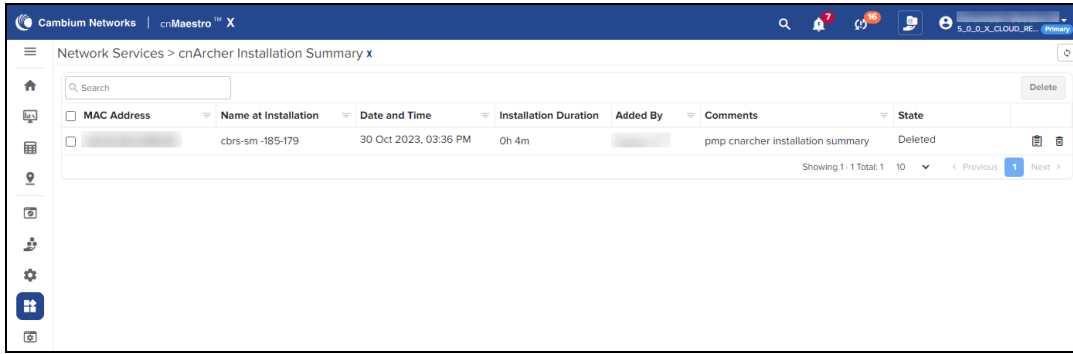 Cambium Networks | cnMaestro™ X 7 16 5_0_0_X_CLOUD_RE... Primary
Network Services > cnArcher Installation Summary X
Search Delete
MAC Address Name at Installation Date and Time Installation Duration Added By Comments State
cbrs-sm -185-179 30 Oct 2023, 03:36 PM 0h 4m pmp cnarcher installation summary Deleted
Showing 1 - 1 Total: 1 10 < Previous 1 Next >